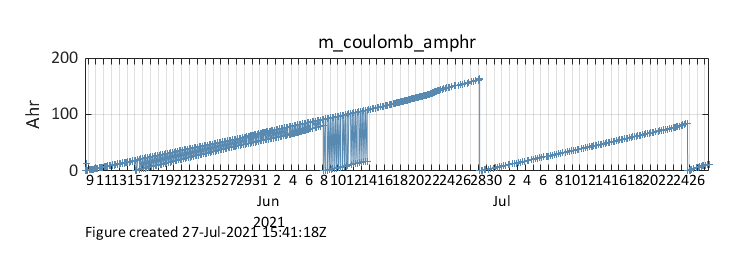 m_coulomb_amphr
200
100
0
Ahr
9 11 13 15 17 19 21 23 25 27 29 31 2 4 6 8 10 12 14 16 18 20 22 24 26 28 30 2 4 6 8 10 12 14 16 18 20 22 24 26
Jun Jul
2021
Figure created 27-Jul-2021 15:41:18Z